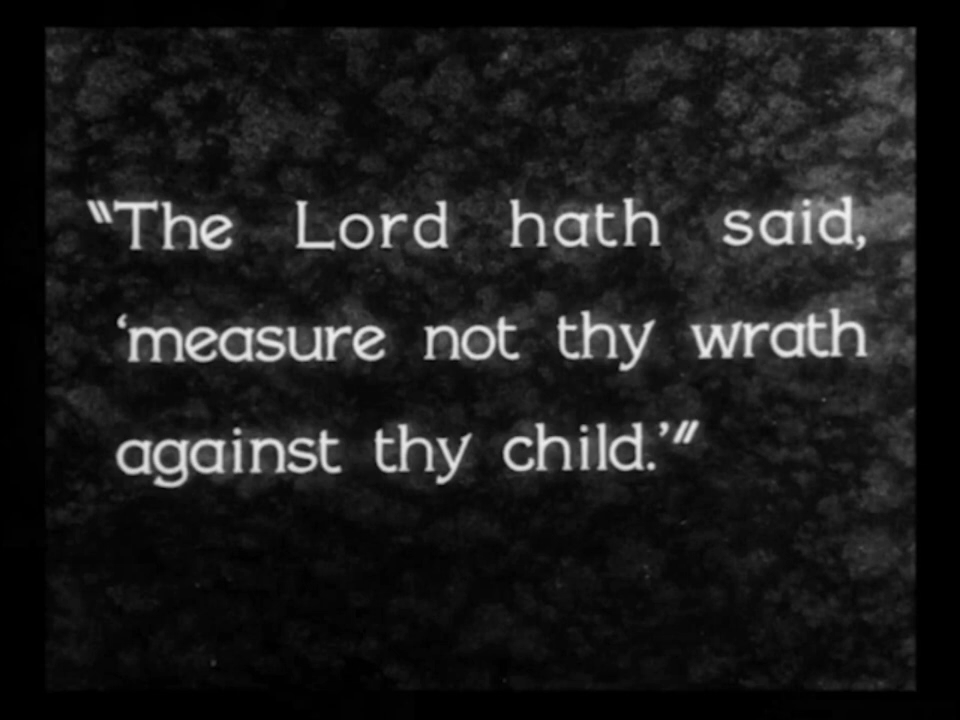 “The Lord hath said,
‘measure not thy wrath
against thy child.’”